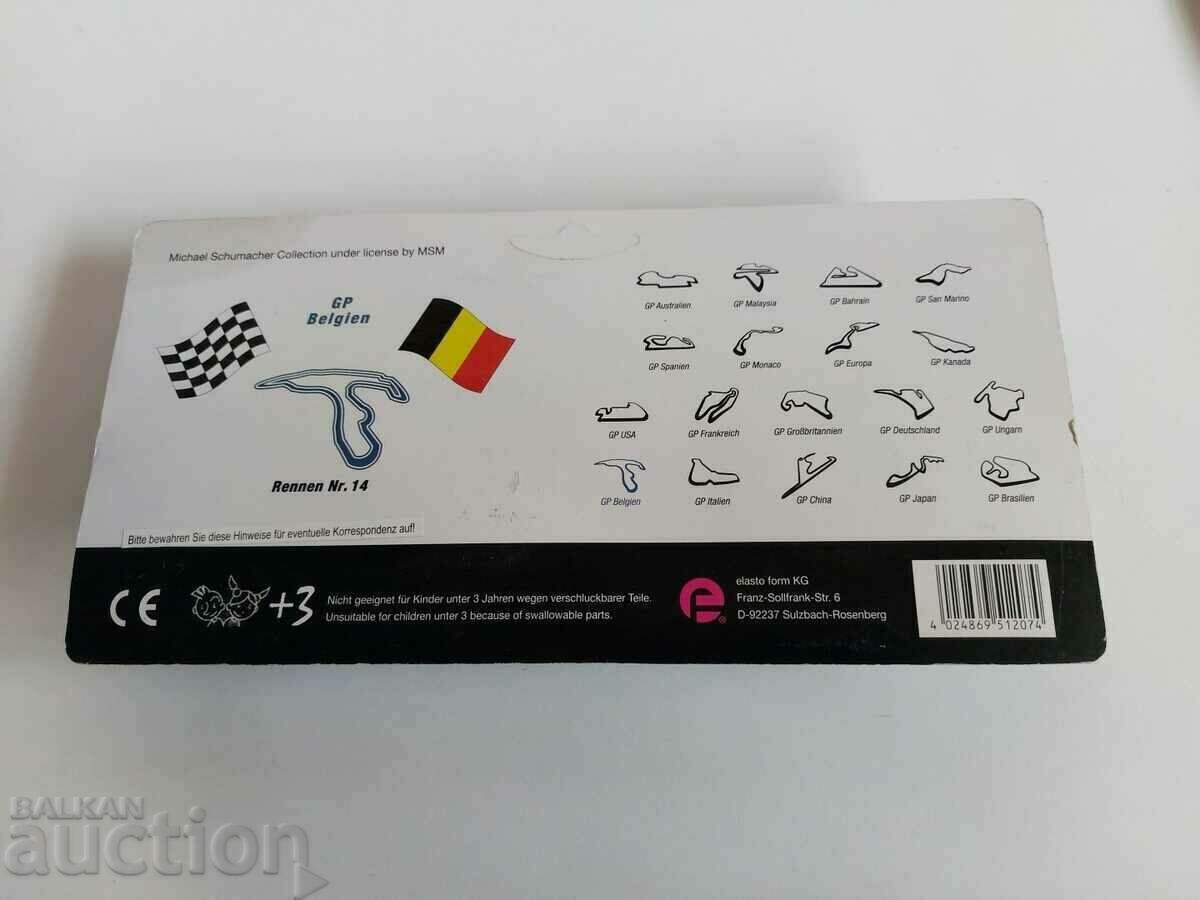 Michael Schumacher Collection under license by MSM
GP
Belgien
Rennen Nr. 14
Bitte bewahren Sie diese Hinweise für eventuelle Korrespondenz auf!
GP Australien
GP Malaysia
GP Bahrain
GP San Marino
GP Spanien
GP Monaco
GP Europa
GP Kanada
GP USA
GP Frankreich
GP Großbritannien
GP Deutschland
GP Ungarn
GP Belgien
GP Italien
GP China
GP Japan
GP Brasilien
CE
+3
Nicht geeignet für Kinder unter 3 Jahren wegen verschluckbarer Teile.
Unsuitable for children under 3 because of swallowable parts.
e®
elasto form KG
Franz-Sollfrank-Str. 6
D-92237 Sulzbach-Rosenberg
4 024869 512074
BALKAN
auction